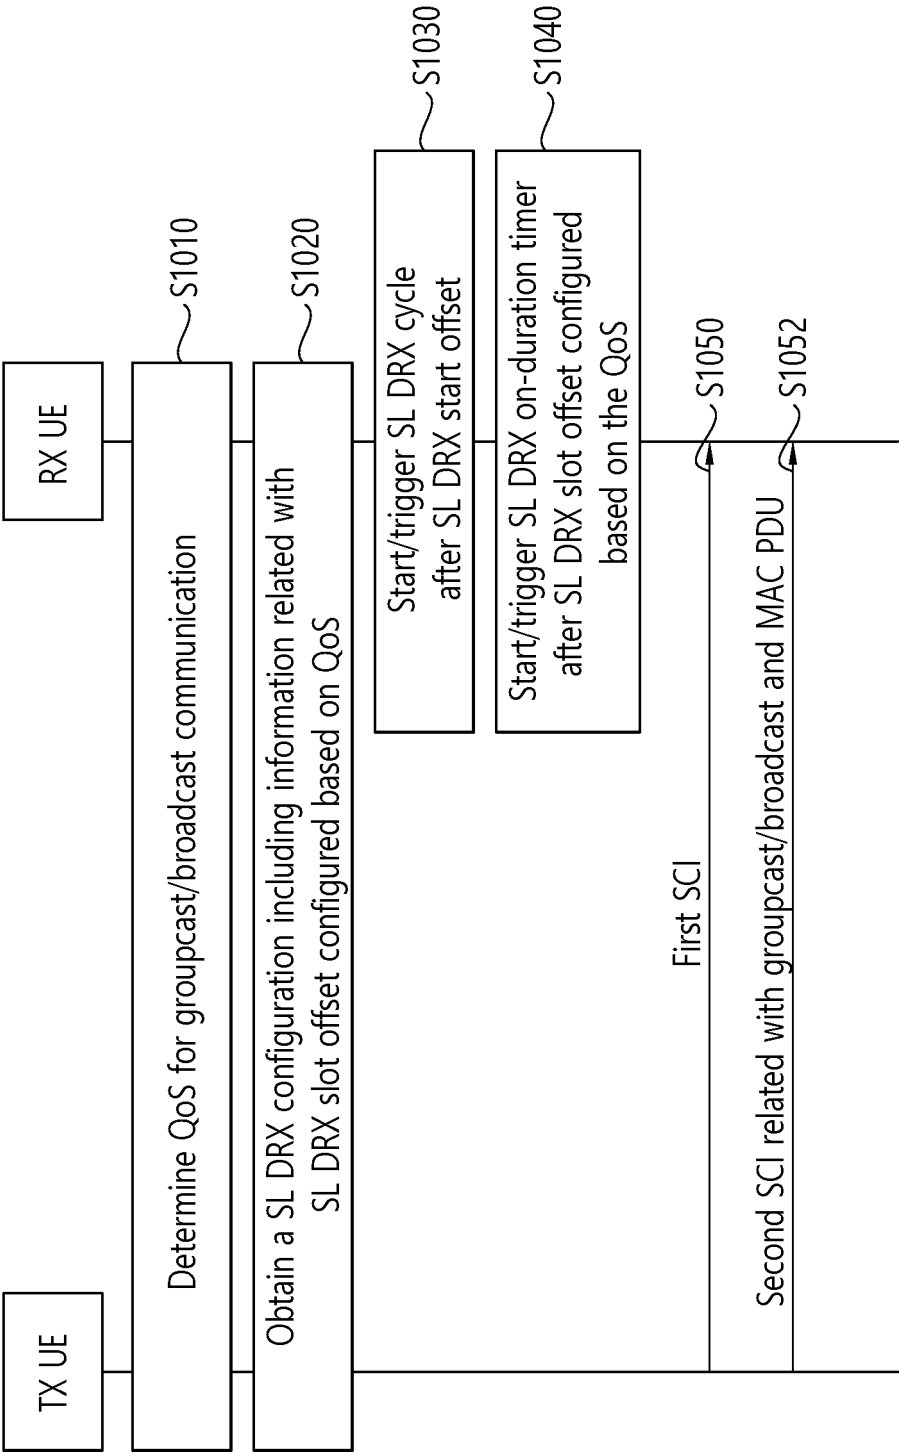 TX UE
RX UE
Determine QoS for groupcast/broadcast communication
S1010
Obtain a SL DRX configuration including information related with
SL DRX slot offset configured based on QoS
S1020
Start/trigger SL DRX cycle
after SL DRX start offset
S1030
Start/trigger SL DRX on-duration timer
after SL DRX slot offset configured
based on the QoS
S1040
First SCI
S1050
Second SCI related with groupcast/broadcast and MAC PDU
S1052